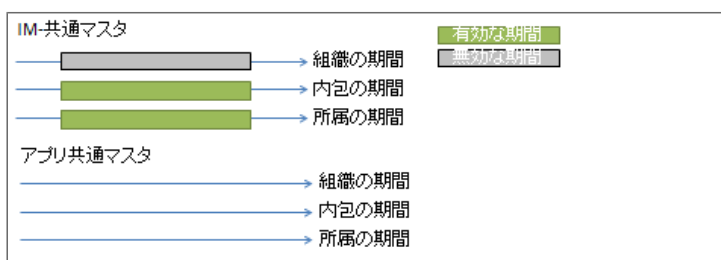 IM-共通マスタ
有効な期間
組織の期間
無効な期間
内包の期間
所属の期間
アプリ共通マスタ
組織の期間
内包の期間
所属の期間